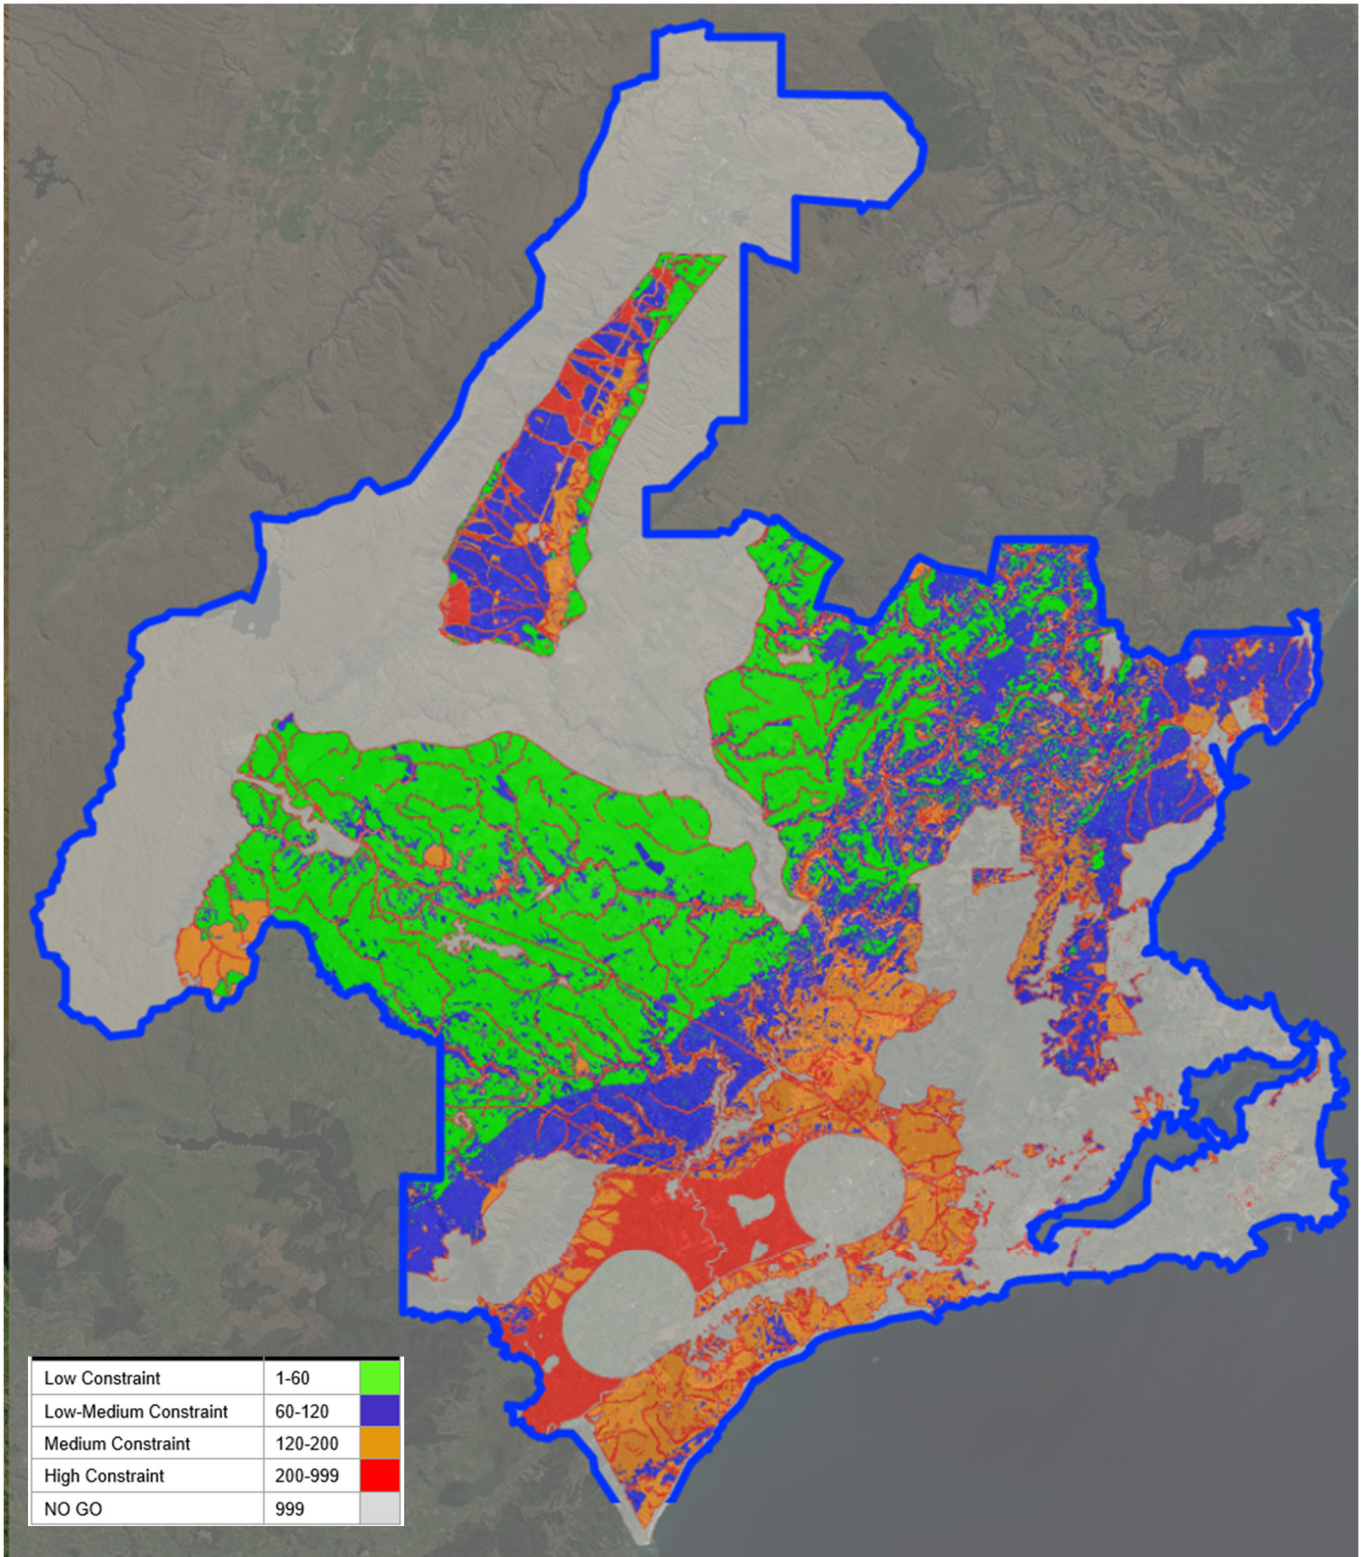 Low Constraint 1-60
Low-Medium Constraint 60-120
Medium Constraint 120-200
High Constraint 200-999
NO GO 999